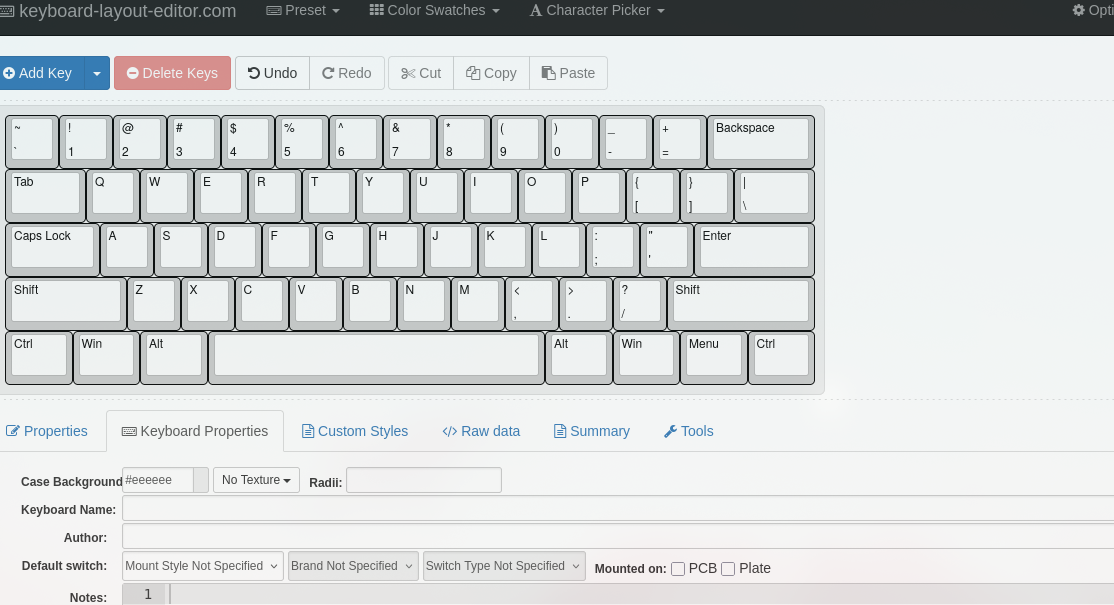 keyboard-layout-editor.com Preset Color Swatches A Character Picker Opti
Add Key Delete Keys Undo Redo Cut Copy Paste
~ ! @ # $ % ^ & * ( ) _ + Backspace
` 1 2 3 4 5 6 7 8 9 0 - =
Tab Q W E R T Y U I O P { } |
[ ] \
Caps Lock A S D F G H J K L : " Enter
; '
Shift Z X C V B N M < > ? Shift
, . /
Ctrl Win Alt Alt Win Menu Ctrl
Properties Keyboard Properties Custom Styles </> Raw data Summary Tools
Case Background #eeeeee No Texture Radii:
Keyboard Name:
Author:
Default switch: Mount Style Not Specified Brand Not Specified Switch Type Not Specified Mounted on: PCB Plate
Notes: 1